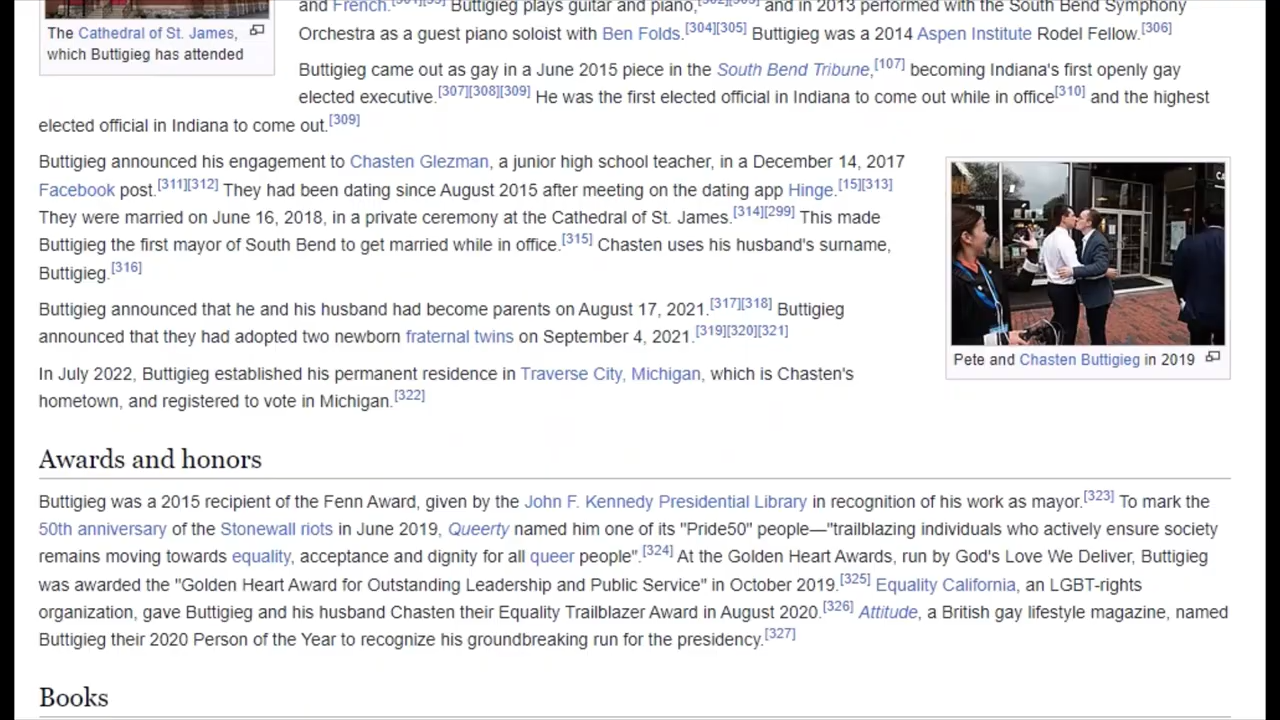 The Cathedral of St. James,
which Buttigieg has attended
and French.[301][33] Buttigieg plays guitar and piano,[302][303] and in 2013 performed with the South Bend Symphony
Orchestra as a guest piano soloist with Ben Folds.[304][305] Buttigieg was a 2014 Aspen Institute Rodel Fellow.[306]
Buttigieg came out as gay in a June 2015 piece in the South Bend Tribune,[107] becoming Indiana's first openly gay
elected executive.[307][308][309] He was the first elected official in Indiana to come out while in office[310] and the highest
elected official in Indiana to come out.[309]
Buttigieg announced his engagement to Chasten Glezman, a junior high school teacher, in a December 14, 2017
Facebook post.[311][312] They had been dating since August 2015 after meeting on the dating app Hinge.[15][313]
They were married on June 16, 2018, in a private ceremony at the Cathedral of St. James.[314][299] This made
Buttigieg the first mayor of South Bend to get married while in office.[315] Chasten uses his husband's surname,
Buttigieg.[316]
Buttigieg announced that he and his husband had become parents on August 17, 2021.[317][318] Buttigieg
announced that they had adopted two newborn fraternal twins on September 4, 2021.[319][320][321]
In July 2022, Buttigieg established his permanent residence in Traverse City, Michigan, which is Chasten's
hometown, and registered to vote in Michigan.[322]
Pete and Chasten Buttigieg in 2019
Awards and honors
Buttigieg was a 2015 recipient of the Fenn Award, given by the John F. Kennedy Presidential Library in recognition of his work as mayor.[323] To mark the
50th anniversary of the Stonewall riots in June 2019, Queerty named him one of its "Pride50" people—"trailblazing individuals who actively ensure society
remains moving towards equality, acceptance and dignity for all queer people".[324] At the Golden Heart Awards, run by God's Love We Deliver, Buttigieg
was awarded the "Golden Heart Award for Outstanding Leadership and Public Service" in October 2019.[325] Equality California, an LGBT-rights
organization, gave Buttigieg and his husband Chasten their Equality Trailblazer Award in August 2020.[326] Attitude, a British gay lifestyle magazine, named
Buttigieg their 2020 Person of the Year to recognize his groundbreaking run for the presidency.[327]
Books